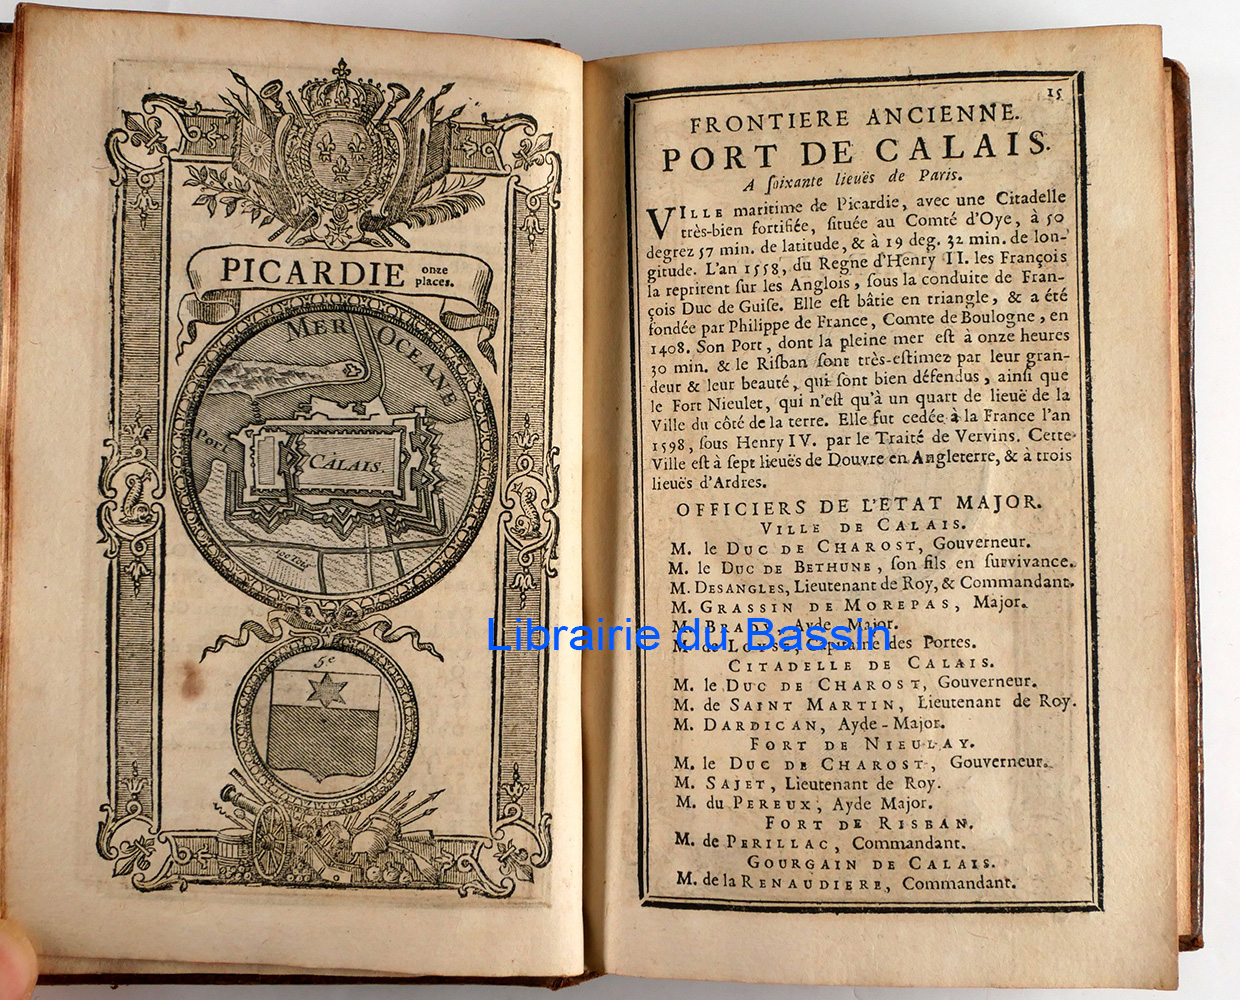 PICARDIE onze
places.
MER OCEANE
Port
CALAIS.
5e
15
FRONTIERE ANCIENNE.
PORT DE CALAIS.
A soixante lieuës de Paris.
VILLE maritime de Picardie, avec une Citadelle
très-bien fortifiée, située au Comté d'Oye, à 50
degrez 57 min. de latitude, & à 19 deg. 32 min. de lon-
gitude. L'an 1558, du Regne d'Henry II. les François
la reprirent sur les Anglois, sous la conduite de Fran-
çois Duc de Guise. Elle est bâtie en triangle, & a été
fondée par Philippe de France, Comte de Boulogne, en
1408. Son Port, dont la pleine mer est à onze heures
30 min. & le Risban sont très-estimez par leur gran-
deur & leur beauté, qui sont bien défendus, ainsi que
le Fort Nieulet, qui n'est qu'à un quart de lieuë de la
Ville du côté de la terre. Elle fut cedée à la France l'an
1598, sous Henry IV. par le Traité de Vervins. Cette
Ville est à sept lieuës de Douvre en Angleterre, & à trois
lieuës d'Ardres.
OFFICIERS DE L'ETAT MAJOR.
VILLE DE CALAIS.
M. le DUC DE CHAROST, Gouverneur.
M. le DUC DE BETHUNE, son fils en survivance.
M. DESANGLES, Lieutenant de Roy, & Commandant.
M. GRASSIN DE MOREPAS, Major.
M. BRADY, Ayde-Major.
Librairie du Bassin
M. de Capitaine des Portes.
CITADELLE DE CALAIS.
M. le DUC DE CHAROST, Gouverneur.
M. de SAINT MARTIN, Lieutenant de Roy.
M. DARDICAN, Ayde-Major.
FORT DE NIEULAY.
M. le DUC DE CHAROST, Gouverneur.
M. SAJET, Lieutenant de Roy.
M. du PEREUX, Ayde Major.
FORT DE RISBAN.
M. de PERILLAC, Commandant.
GOURGAIN DE CALAIS.
M. de la RENAUDIERE, Commandant.